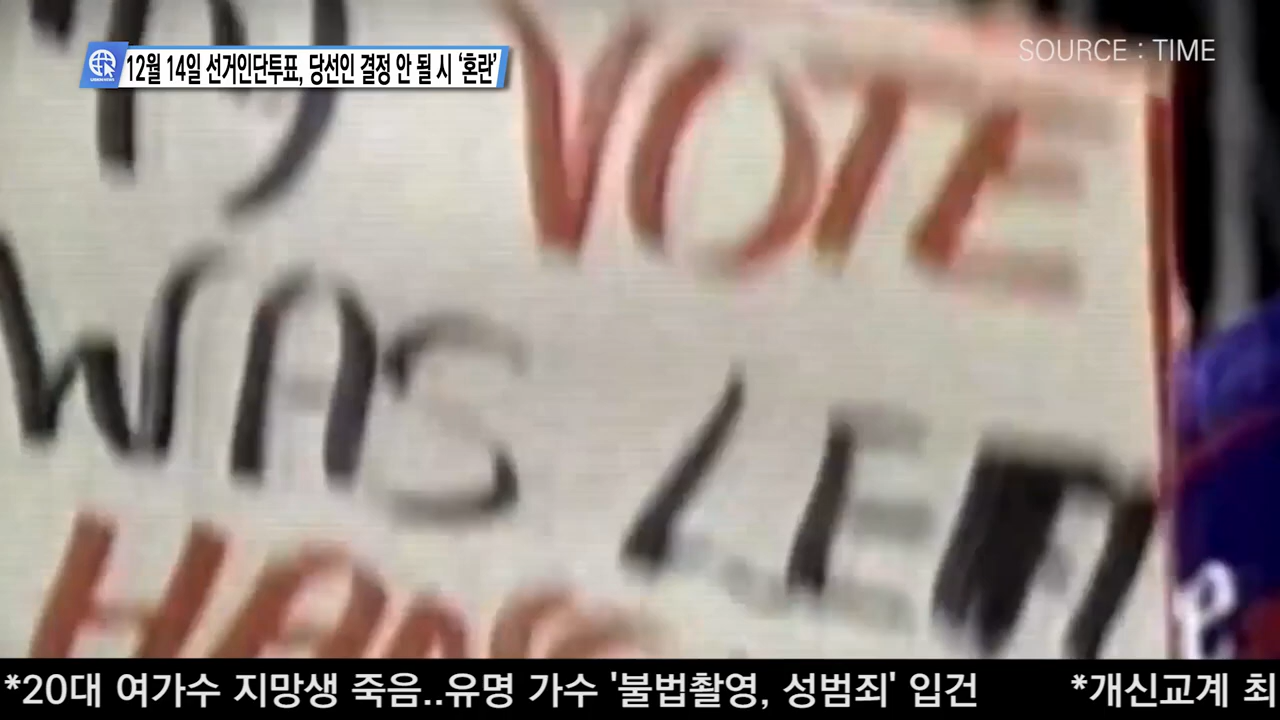 SOURCE : TIME
12월 14일 선거인단투표, 당선인 결정 안 될 시 ‘혼란’
VOTE
WAS LEFT
*20대 여가수 지망생 죽음..유명 가수 '불법촬영, 성범죄' 입건 *개신교계 최